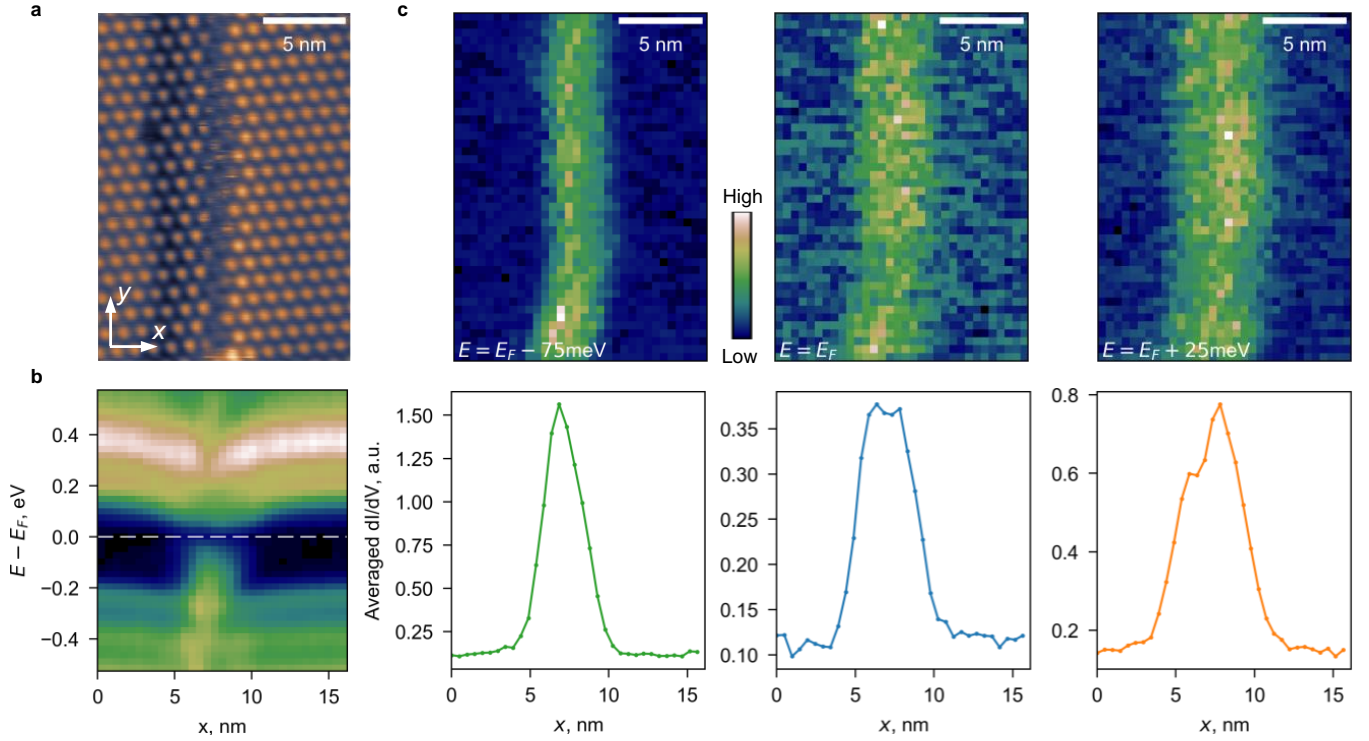 a
5 nm
y
x
c
5 nm
E = E_F − 75meV
High
Low
5 nm
E = E_F
5 nm
E = E_F + 25meV
b
E − E_F, eV
0.4
0.2
0.0
−0.2
−0.4
0
5
10
15
x, nm
Averaged dI/dV, a.u.
1.50
1.25
1.00
0.75
0.50
0.25
0
5
10
15
x, nm
0.35
0.30
0.25
0.20
0.15
0.10
0
5
10
15
x, nm
0.8
0.6
0.4
0.2
0
5
10
15
x, nm